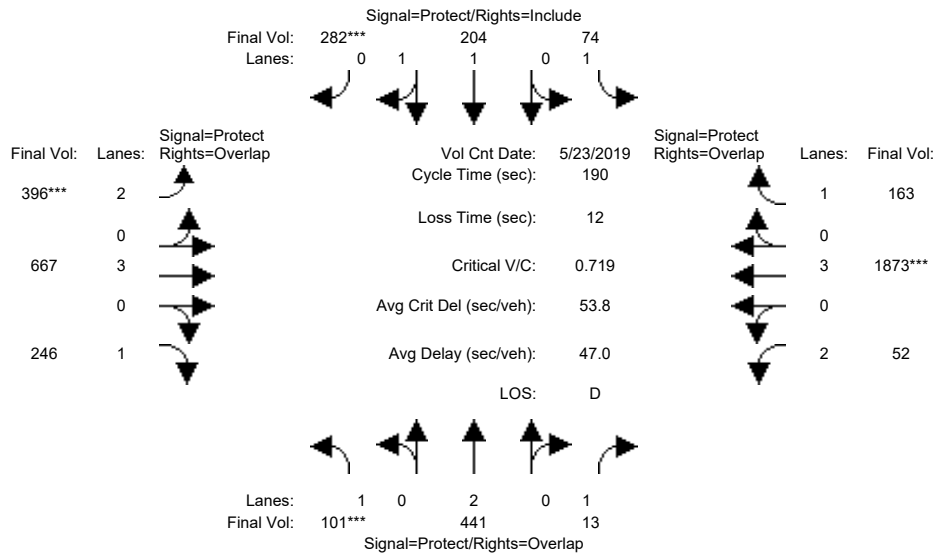 Signal=Protect/Rights=Include
Final Vol: 282*** 204 74
Lanes: 0 1 1 0 1
Signal=Protect
Rights=Overlap
Final Vol: Lanes:
396*** 2
0
667 3
0
246 1
Vol Cnt Date: 5/23/2019
Cycle Time (sec): 190
Loss Time (sec): 12
Critical V/C: 0.719
Avg Crit Del (sec/veh): 53.8
Avg Delay (sec/veh): 47.0
LOS: D
Signal=Protect
Rights=Overlap
Lanes: Final Vol:
1 163
0
3 1873***
0
2 52
Lanes: 1 0 2 0 1
Final Vol: 101*** 441 13
Signal=Protect/Rights=Overlap